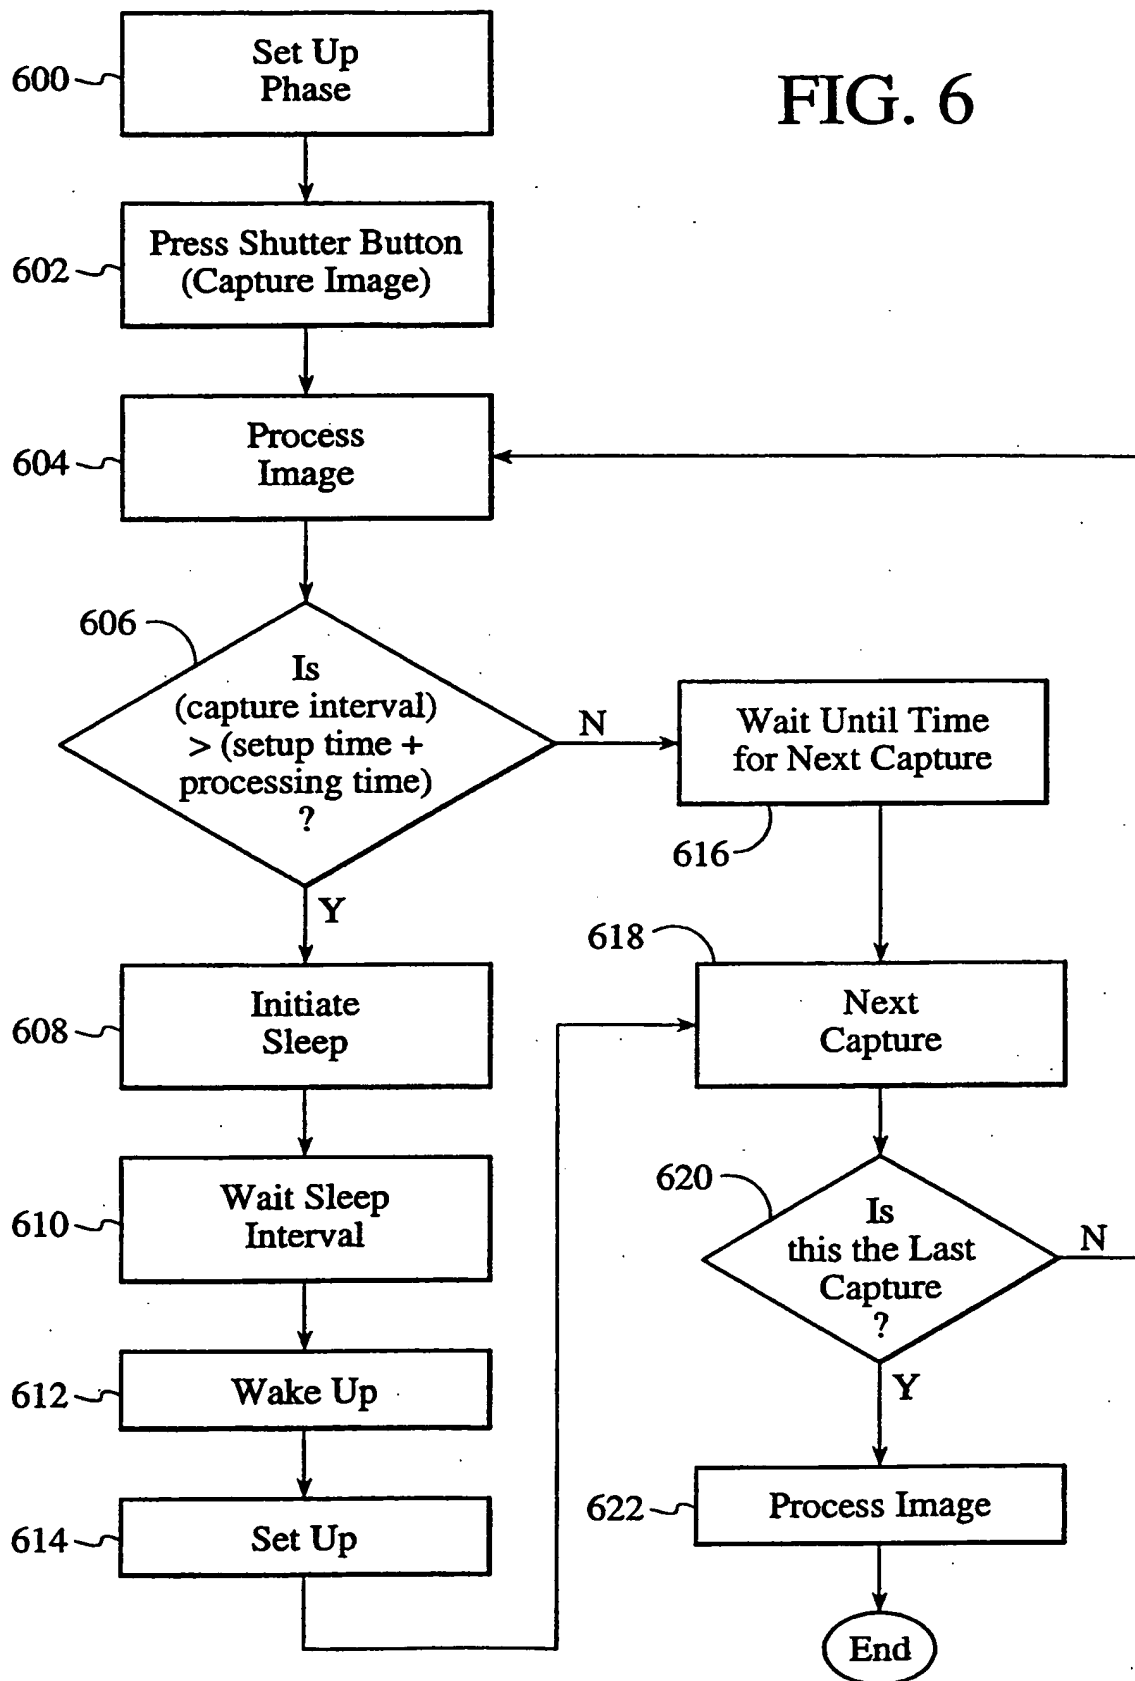 FIG. 6
600
Set Up
Phase
602
Press Shutter Button
(Capture Image)
604
Process
Image
606
Is
(capture interval)
> (setup time +
processing time)
?
N
Y
Wait Until Time
for Next Capture
616
608
Initiate
Sleep
610
Wait Sleep
Interval
612
Wake Up
614
Set Up
618
Next
Capture
620
Is
this the Last
Capture
?
N
Y
622
Process Image
End